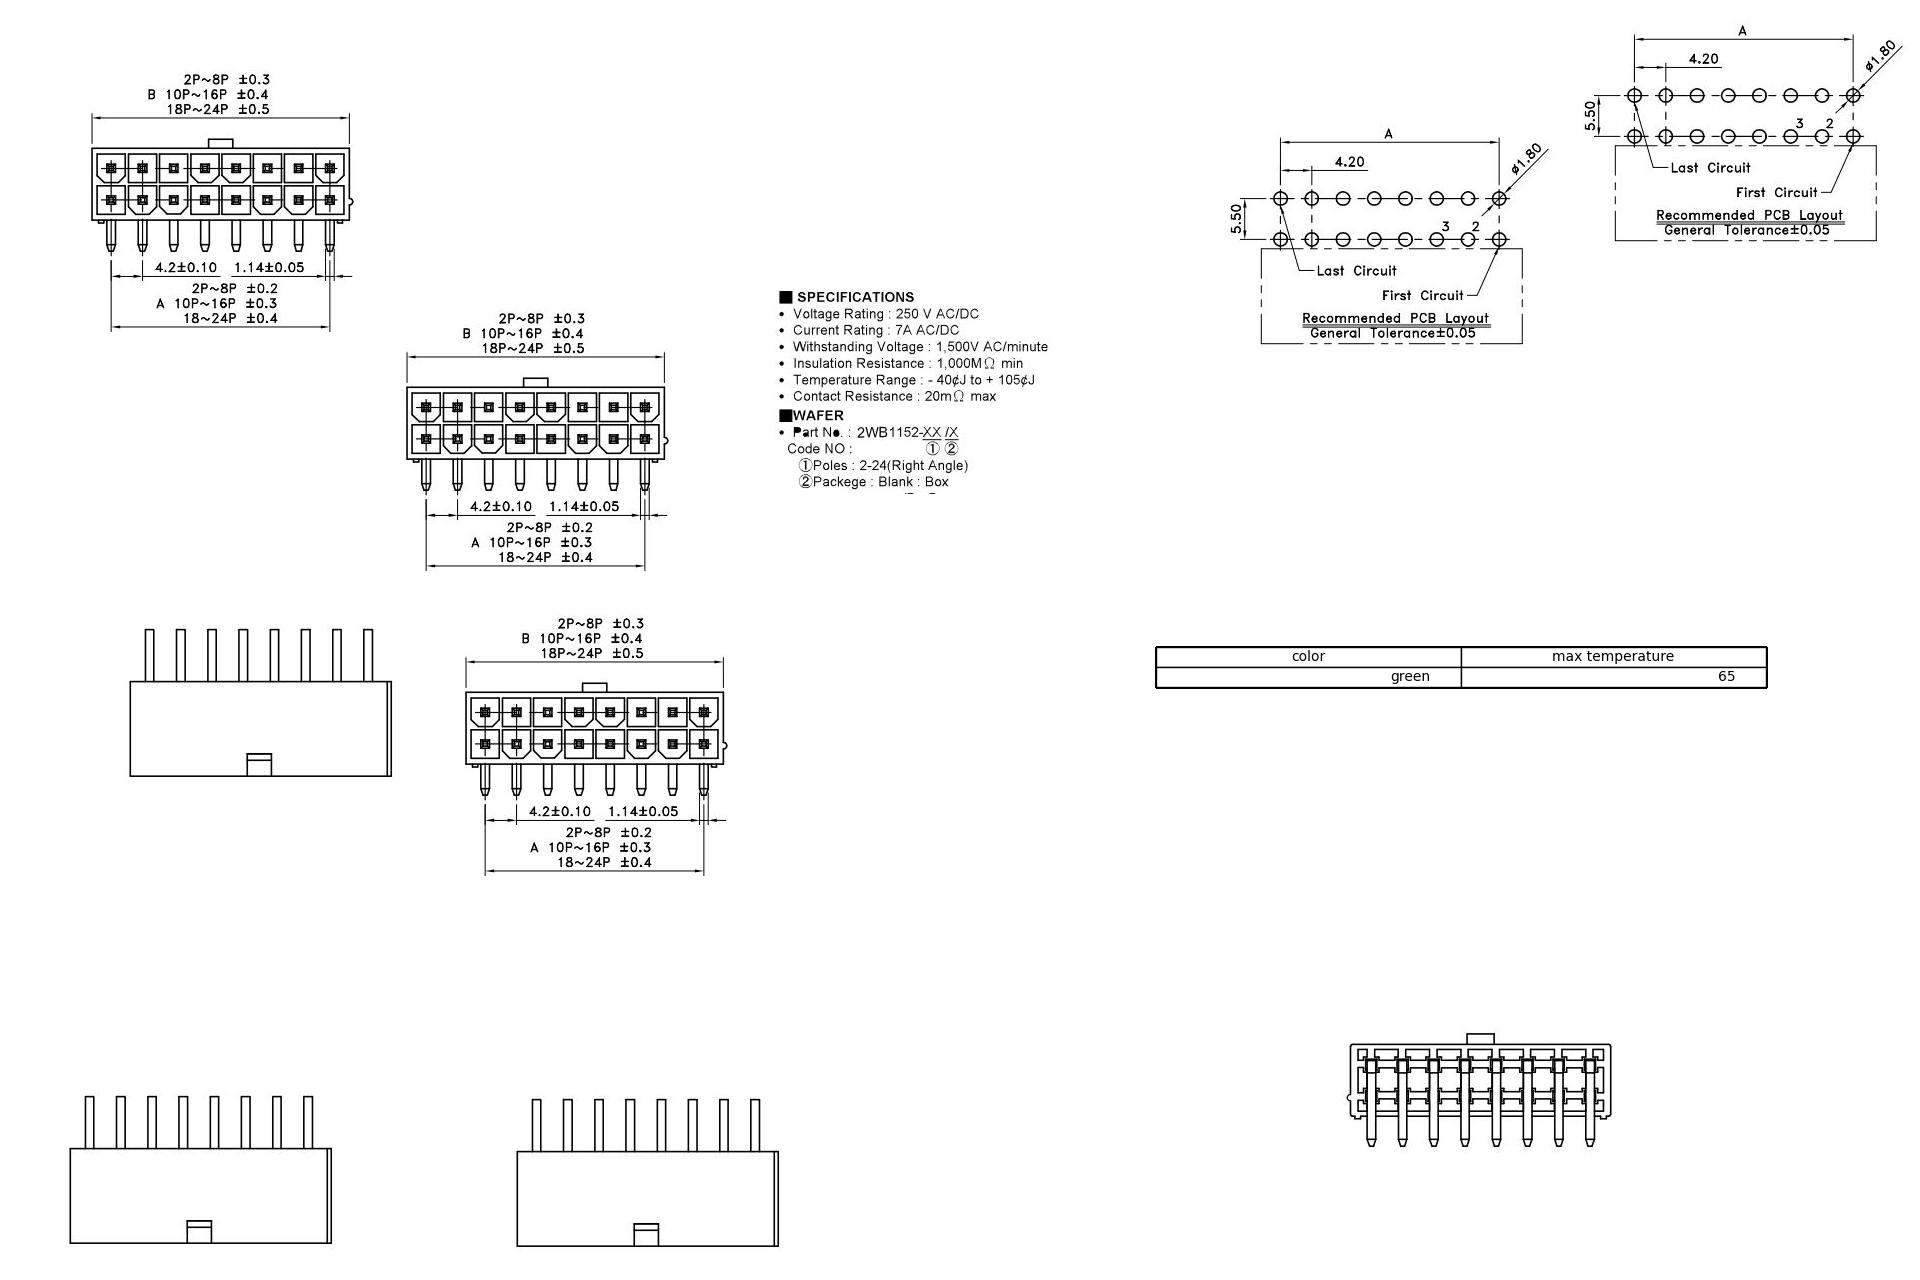 2P~8P ±0.3
B 10P~16P ±0.4
18P~24P ±0.5
4.2±0.10 1.14±0.05
2P~8P ±0.2
A 10P~16P ±0.3
18~24P ±0.4
2P~8P ±0.3
B 10P~16P ±0.4
18P~24P ±0.5
4.2±0.10 1.14±0.05
2P~8P ±0.2
A 10P~16P ±0.3
18~24P ±0.4
2P~8P ±0.3
B 10P~16P ±0.4
18P~24P ±0.5
4.2±0.10 1.14±0.05
2P~8P ±0.2
A 10P~16P ±0.3
18~24P ±0.4
■ SPECIFICATIONS
• Voltage Rating : 250 V AC/DC
• Current Rating : 7A AC/DC
• Withstanding Voltage : 1,500V AC/minute
• Insulation Resistance : 1,000MΩ min
• Temperature Range : - 40¢J to + 105¢J
• Contact Resistance : 20mΩ max
■WAFER
• Part No. : 2WB1152-XX /X
Code NO : ① ②
①Poles : 2-24(Right Angle)
②Packege : Blank : Box
A
4.20
ø1.80
5.50
3 2
Last Circuit
First Circuit
Recommended PCB Layout
General Tolerance±0.05
A
4.20
ø1.80
5.50
3 2
Last Circuit
First Circuit
Recommended PCB Layout
General Tolerance±0.05
color max temperature
green 65